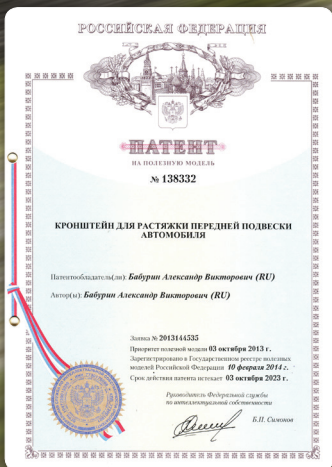 РОССИЙСКАЯ ФЕДЕРАЦИЯ
ПАТЕНТ
НА ПОЛЕЗНУЮ МОДЕЛЬ
№ 138332
КРОНШТЕЙН ДЛЯ РАСТЯЖКИ ПЕРЕДНЕЙ ПОДВЕСКИ
АВТОМОБИЛЯ
Патентообладатель(ли): Бабурин Александр Викторович (RU)
Автор(ы): Бабурин Александр Викторович (RU)
Заявка № 2013144535
Приоритет полезной модели 03 октября 2013 г.
Зарегистрировано в Государственном реестре полезных
моделей Российской Федерации 10 февраля 2014 г.
Срок действия патента истекает 03 октября 2023 г.
Руководитель Федеральной службы
по интеллектуальной собственности
Б.П. Симонов